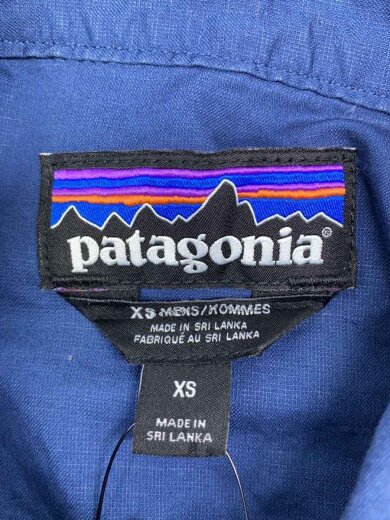 patagonia®
XS MENS/HOMMES
MADE IN SRI LANKA
FABRIQUÉ AU SRI LANKA
XS
MADE IN
SRI LANKA